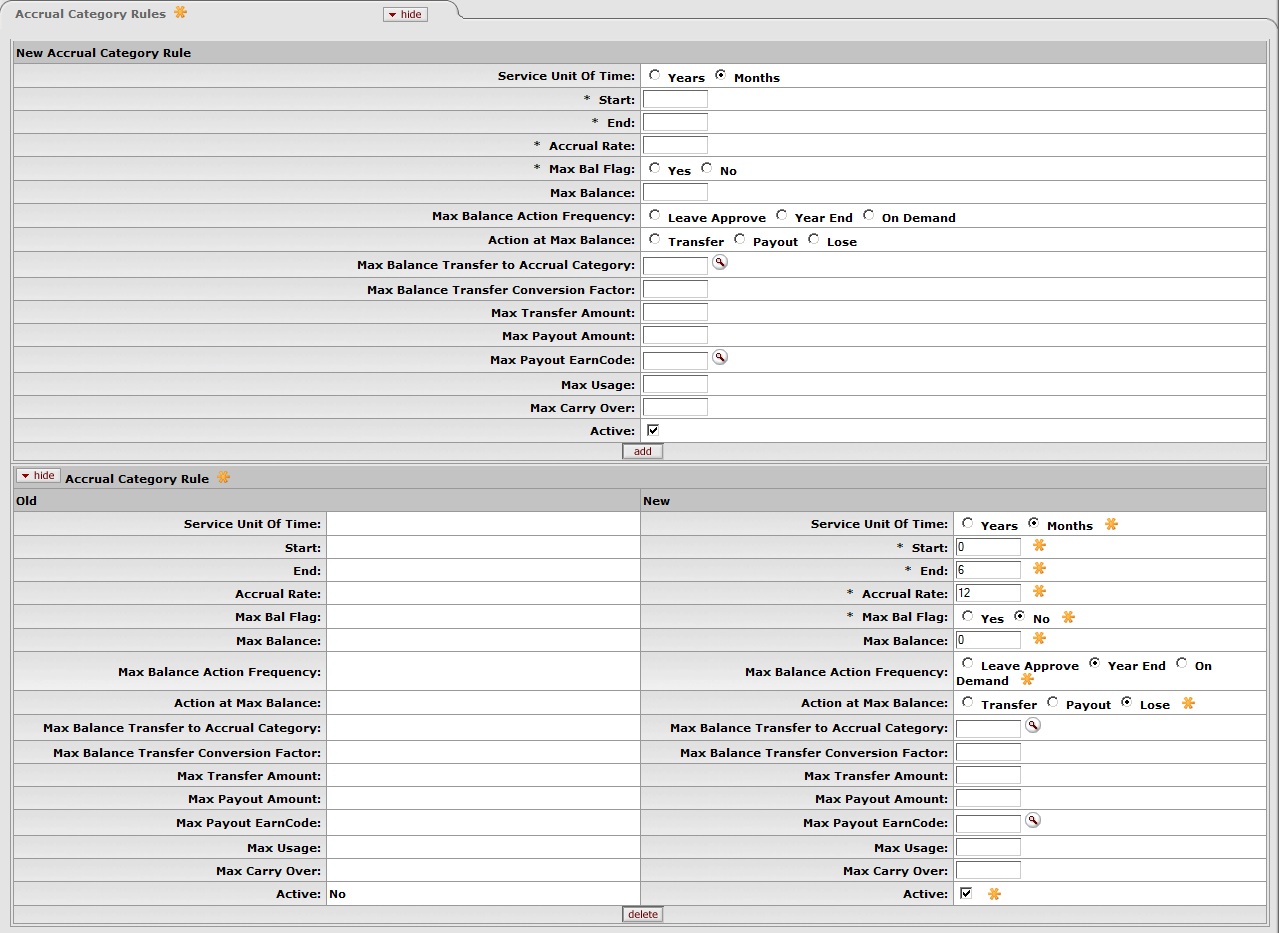 Accrual Category Rules hide
New Accrual Category Rule
Service Unit Of Time: Years Months
* Start:
* End:
* Accrual Rate:
* Max Bal Flag: Yes No
Max Balance:
Max Balance Action Frequency: Leave Approve Year End On Demand
Action at Max Balance: Transfer Payout Lose
Max Balance Transfer to Accrual Category:
Max Balance Transfer Conversion Factor:
Max Transfer Amount:
Max Payout Amount:
Max Payout EarnCode:
Max Usage:
Max Carry Over:
Active:
add
hide Accrual Category Rule
Old New
Service Unit Of Time: Service Unit Of Time: Years Months
Start: * Start: 0
End: * End: 6
Accrual Rate: * Accrual Rate: 12
Max Bal Flag: * Max Bal Flag: Yes No
Max Balance: Max Balance: 0
Max Balance Action Frequency: Max Balance Action Frequency: Leave Approve Year End On
Demand
Action at Max Balance: Action at Max Balance: Transfer Payout Lose
Max Balance Transfer to Accrual Category: Max Balance Transfer to Accrual Category:
Max Balance Transfer Conversion Factor: Max Balance Transfer Conversion Factor:
Max Transfer Amount: Max Transfer Amount:
Max Payout Amount: Max Payout Amount:
Max Payout EarnCode: Max Payout EarnCode:
Max Usage: Max Usage:
Max Carry Over: Max Carry Over:
Active: No Active:
delete